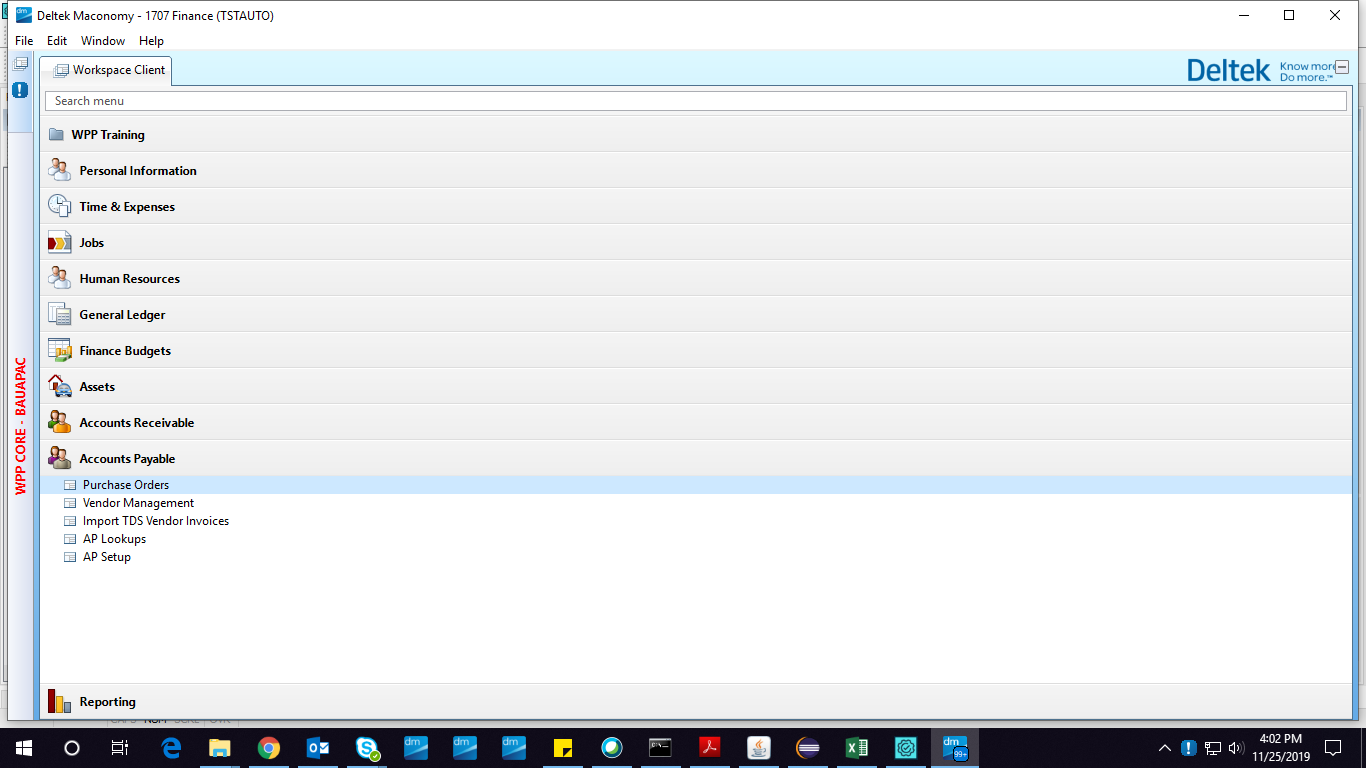 Deltek Maconomy - 1707 Finance (TSTAUTO)
File Edit Window Help
Workspace Client
Deltek Know more
Do more.™
Search menu
WPP Training
Personal Information
Time & Expenses
Jobs
Human Resources
General Ledger
Finance Budgets
Assets
Accounts Receivable
Accounts Payable
Purchase Orders
Vendor Management
Import TDS Vendor Invoices
AP Lookups
AP Setup
Reporting
WPP CORE - BAUAPAC
4:02 PM
11/25/2019
dm
99+